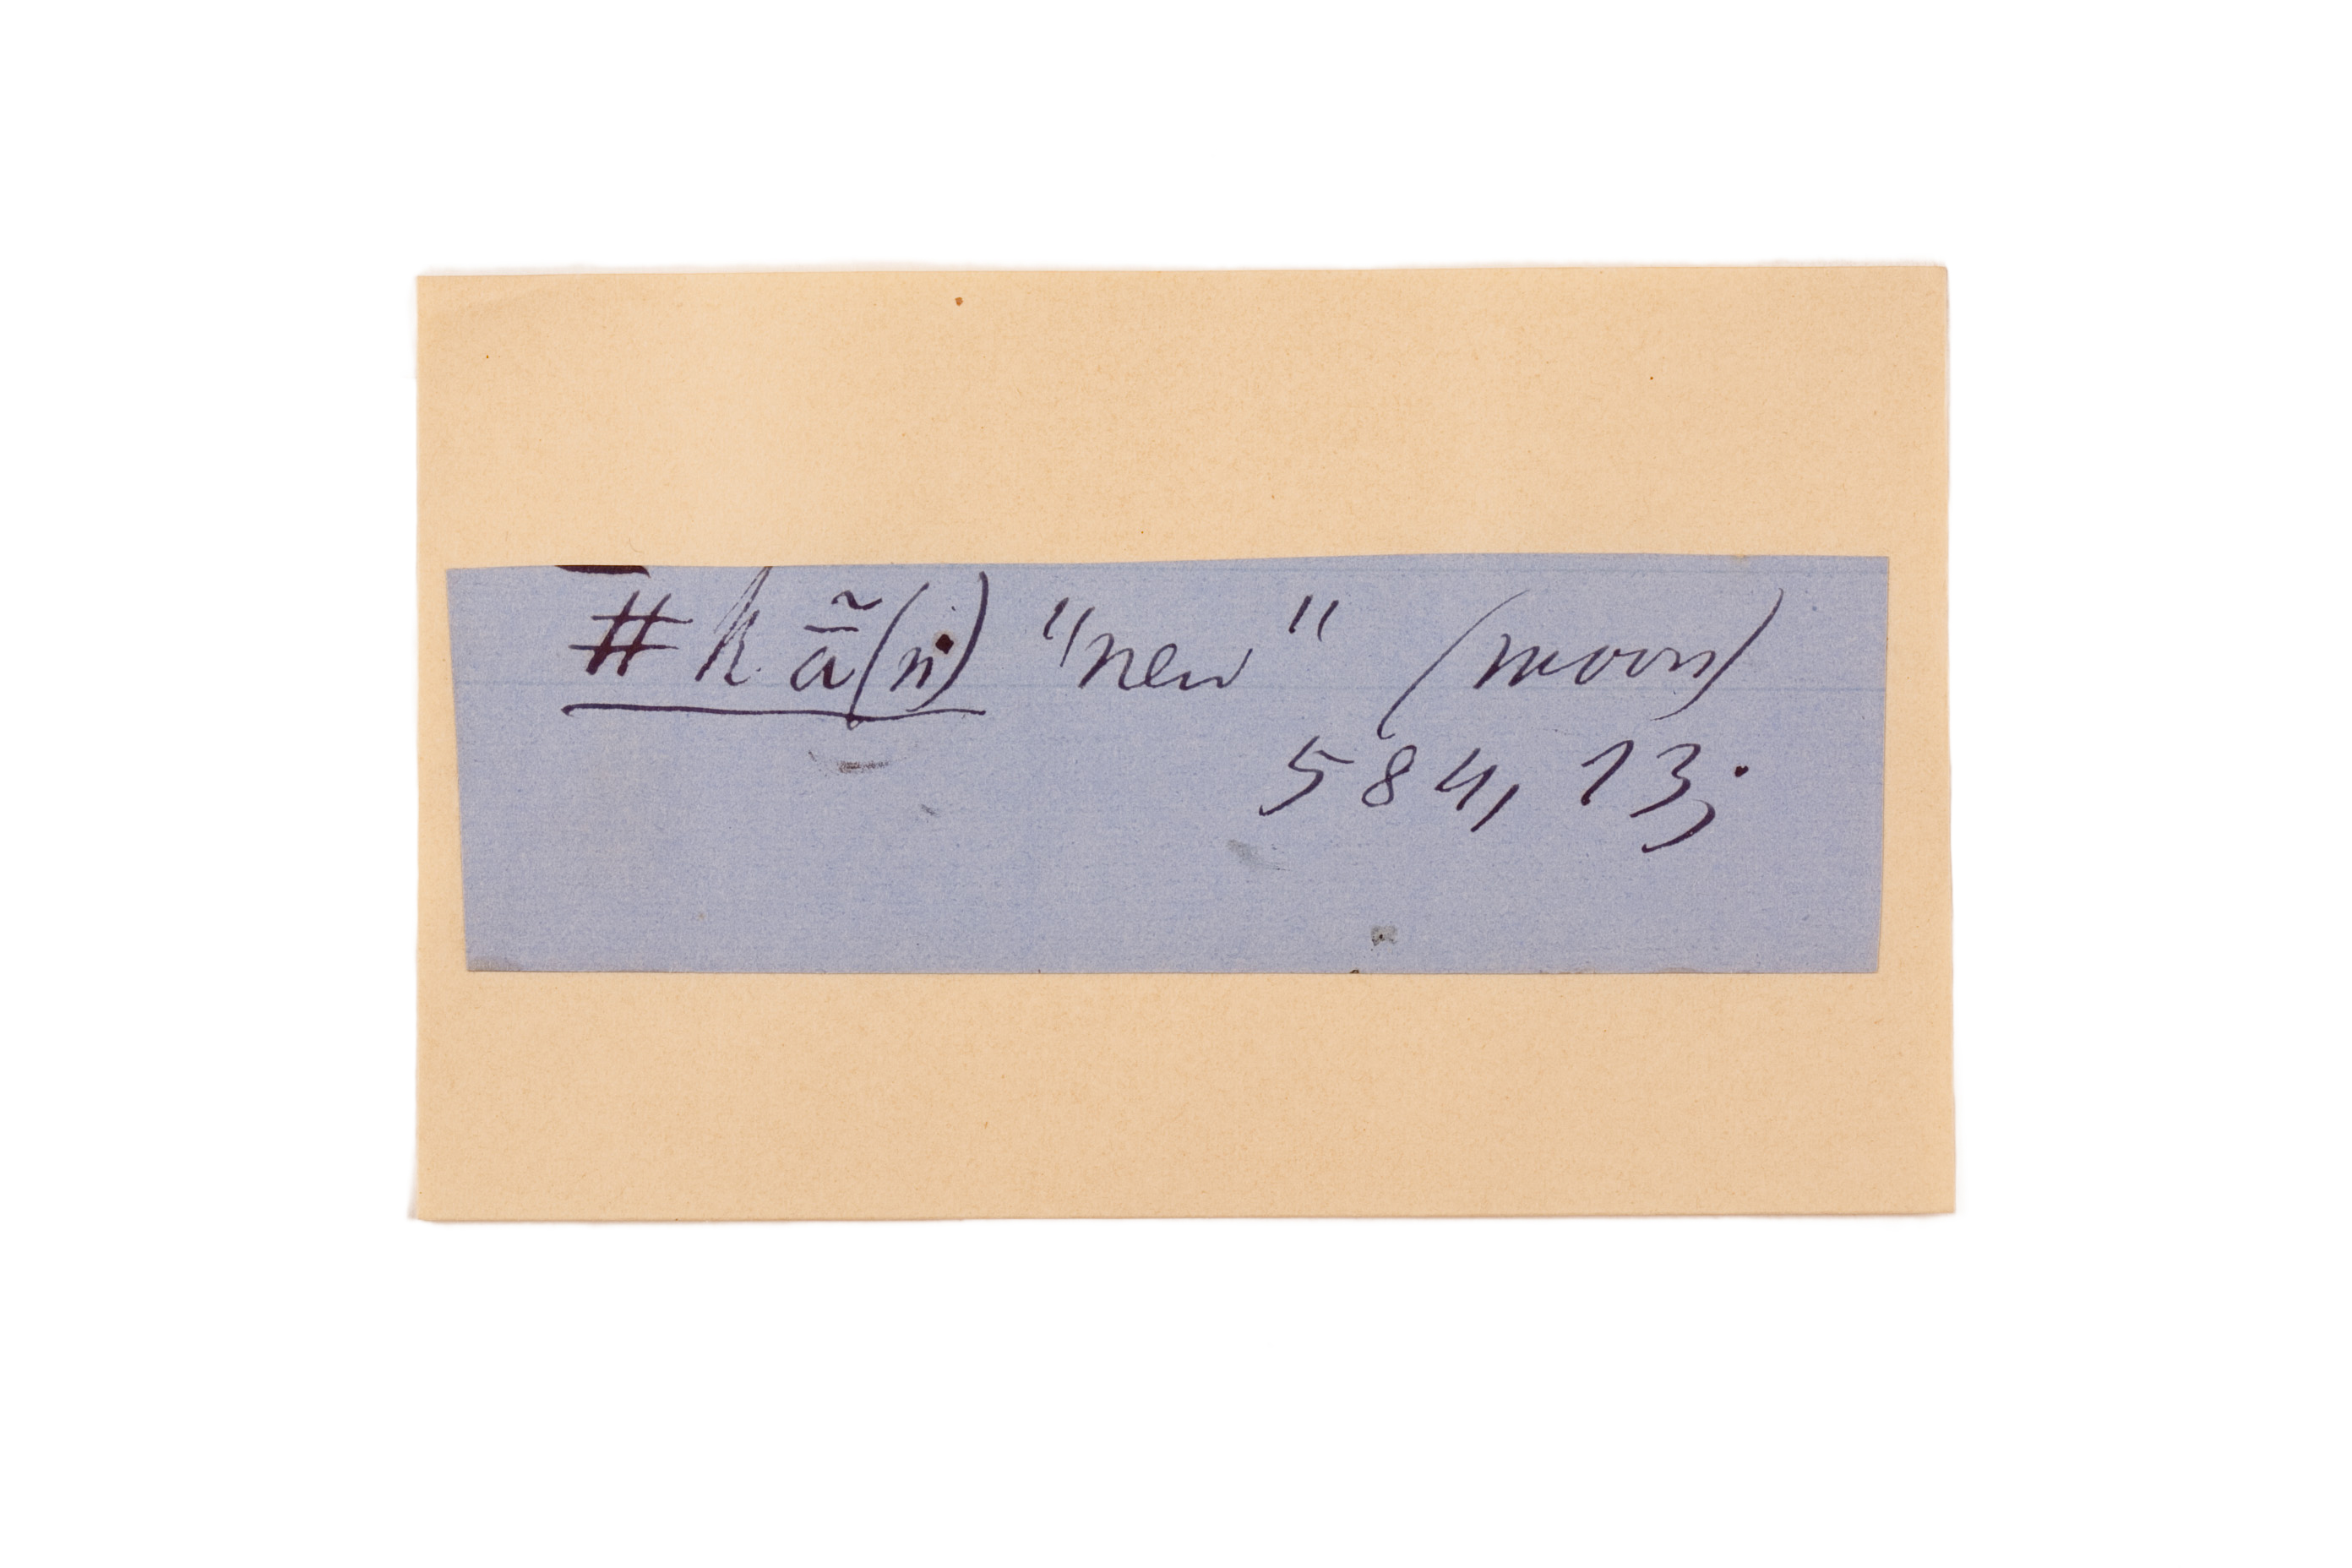 # k ā̃(n) "new" (moon)
584, 13;